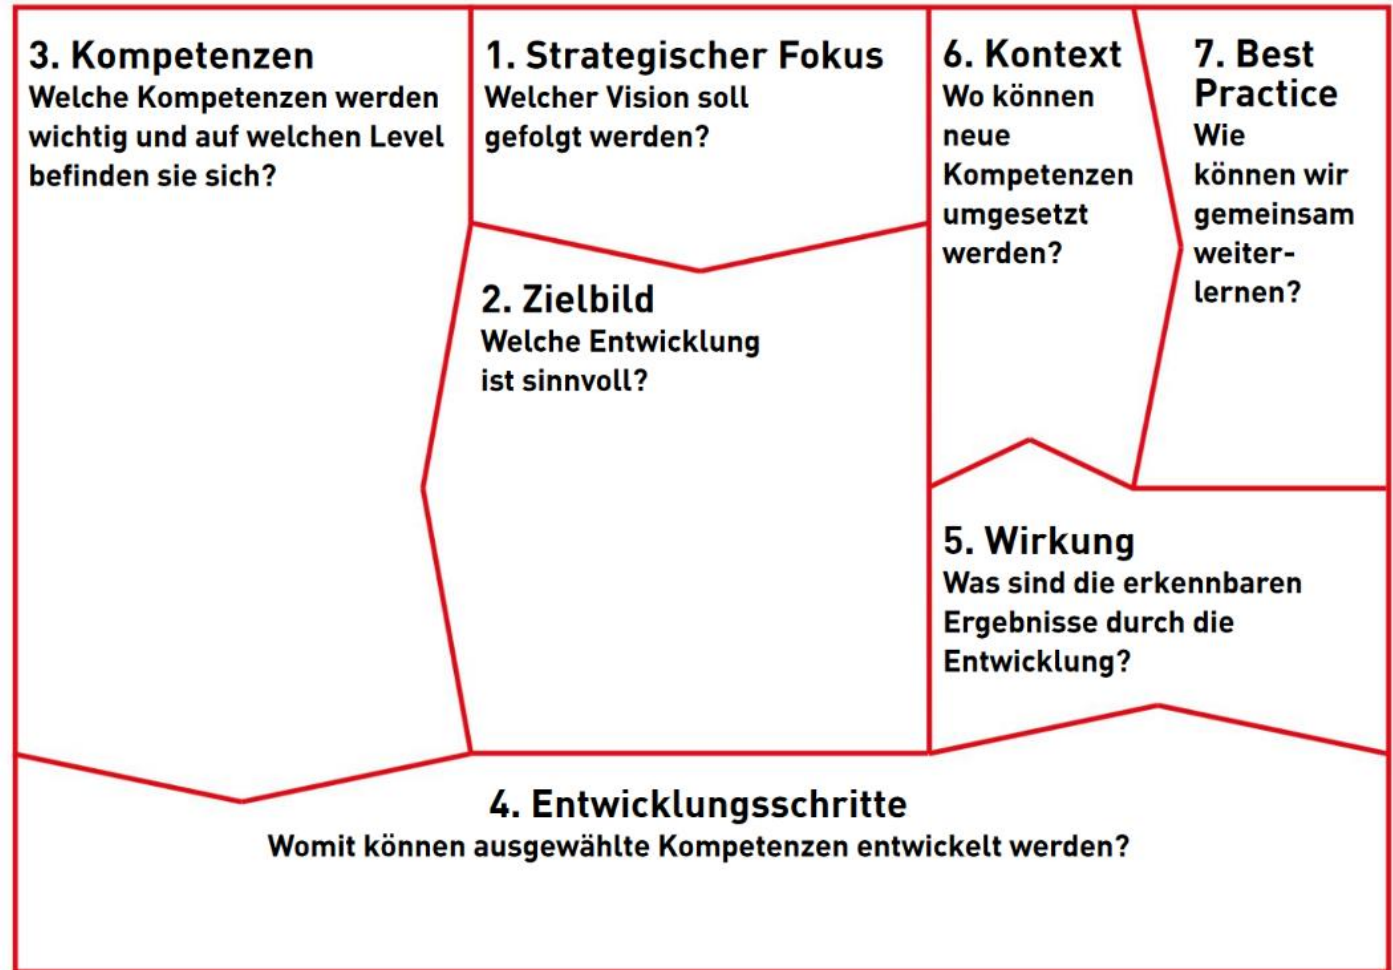 3. Kompetenzen
Welche Kompetenzen werden
wichtig und auf welchen Level
befinden sie sich?
1. Strategischer Fokus
Welcher Vision soll
gefolgt werden?
2. Zielbild
Welche Entwicklung
ist sinnvoll?
6. Kontext
Wo können
neue
Kompetenzen
umgesetzt
werden?
7. Best
Practice
Wie
können wir
gemeinsam
weiter-
lernen?
5. Wirkung
Was sind die erkennbaren
Ergebnisse durch die
Entwicklung?
4. Entwicklungsschritte
Womit können ausgewählte Kompetenzen entwickelt werden?